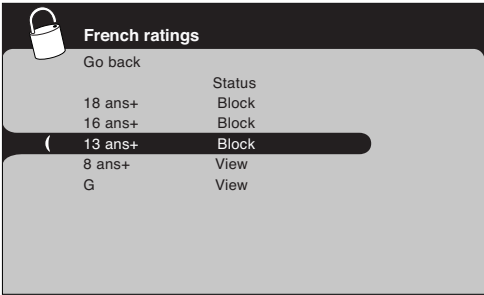 French ratings
Go back
Status
18 ans+ Block
16 ans+ Block
13 ans+ Block
8 ans+ View
G View